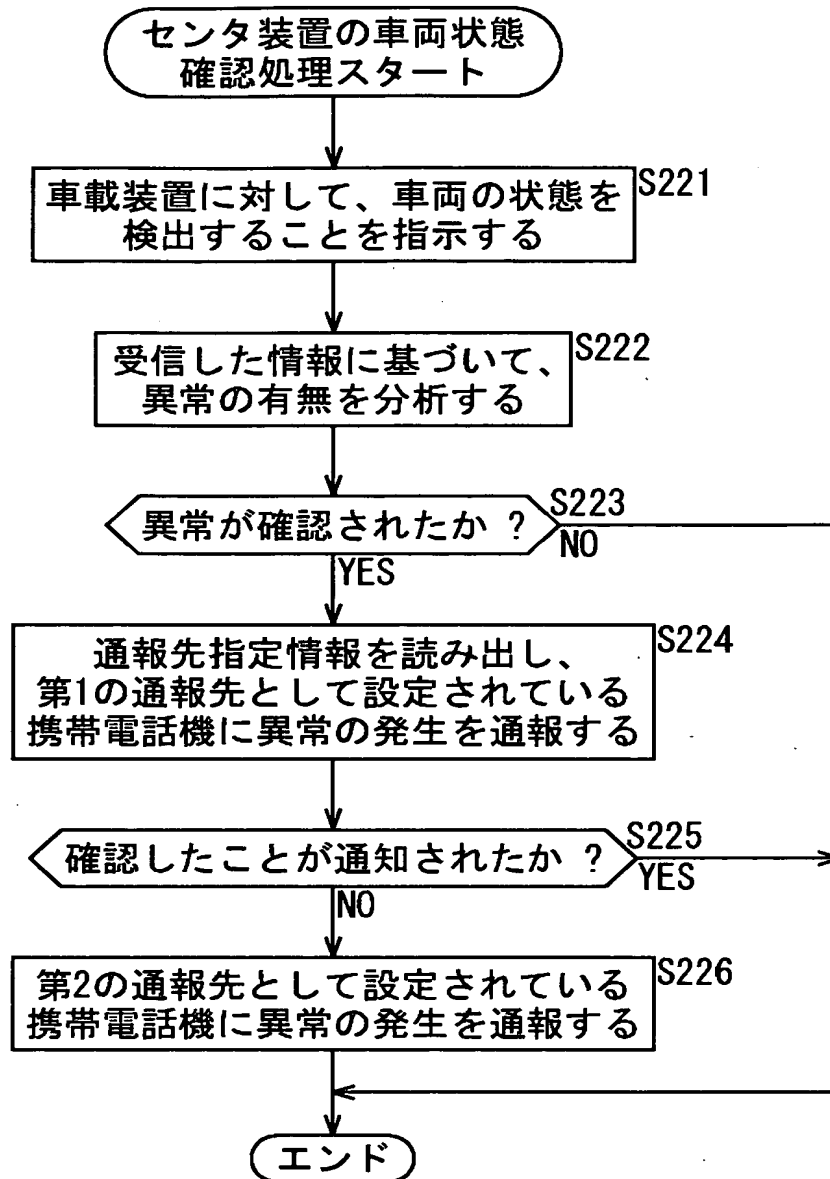 センタ装置の車両状態
確認処理スタート
S221
車載装置に対して、車両の状態を
検出することを指示する
S222
受信した情報に基づいて、
異常の有無を分析する
S223
異常が確認されたか ?
NO
YES
S224
通報先指定情報を読み出し、
第1の通報先として設定されている
携帯電話機に異常の発生を通報する
S225
確認したことが通知されたか ?
YES
NO
S226
第2の通報先として設定されている
携帯電話機に異常の発生を通報する
エンド